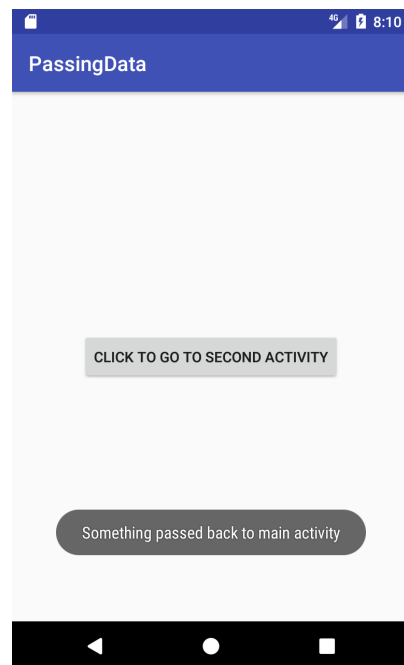 4G 8:10
PassingData
CLICK TO GO TO SECOND ACTIVITY
Something passed back to main activity